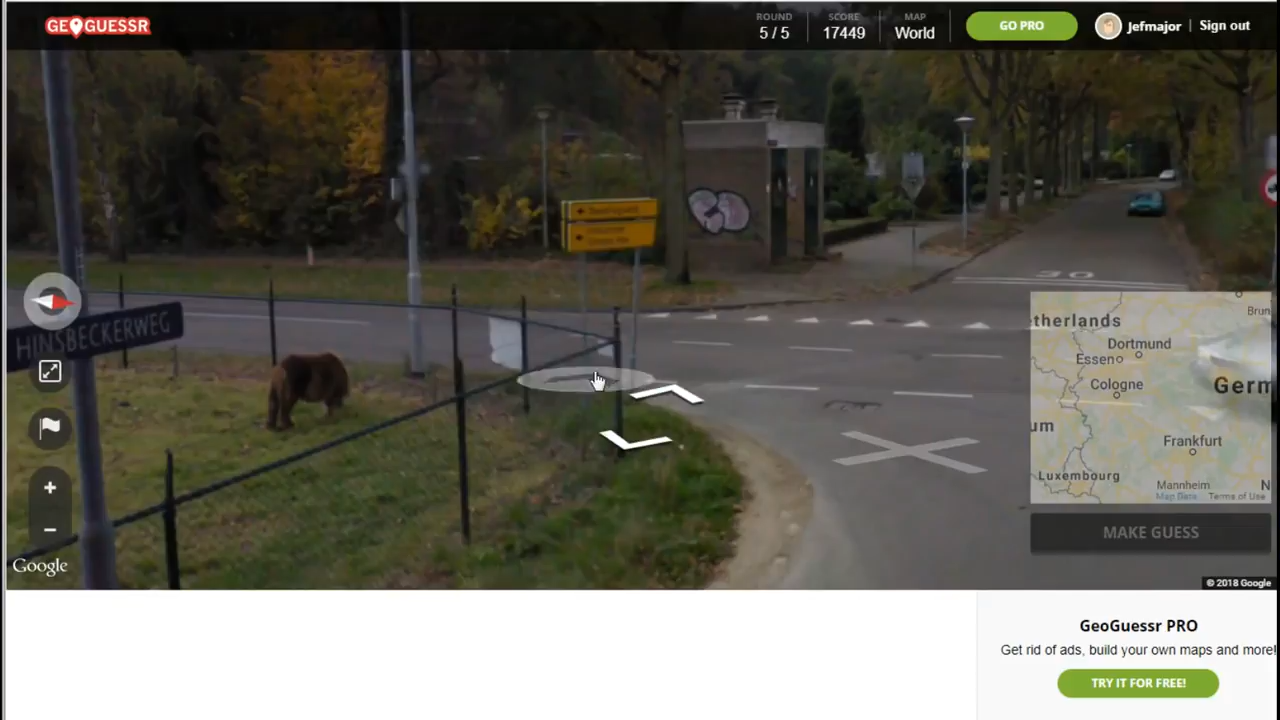 GEOGUESSR
ROUND
5 / 5
SCORE
17449
MAP
World
GO PRO
Jefmajor
Sign out
30
HINSBECKERWEG
therlands
Brun
Dortmund
Essen
Cologne
Germ
um
Frankfurt
Luxembourg
Mannheim
N
Map Data
Terms of Use
MAKE GUESS
Google
© 2018 Google
GeoGuessr PRO
Get rid of ads, build your own maps and more!
TRY IT FOR FREE!